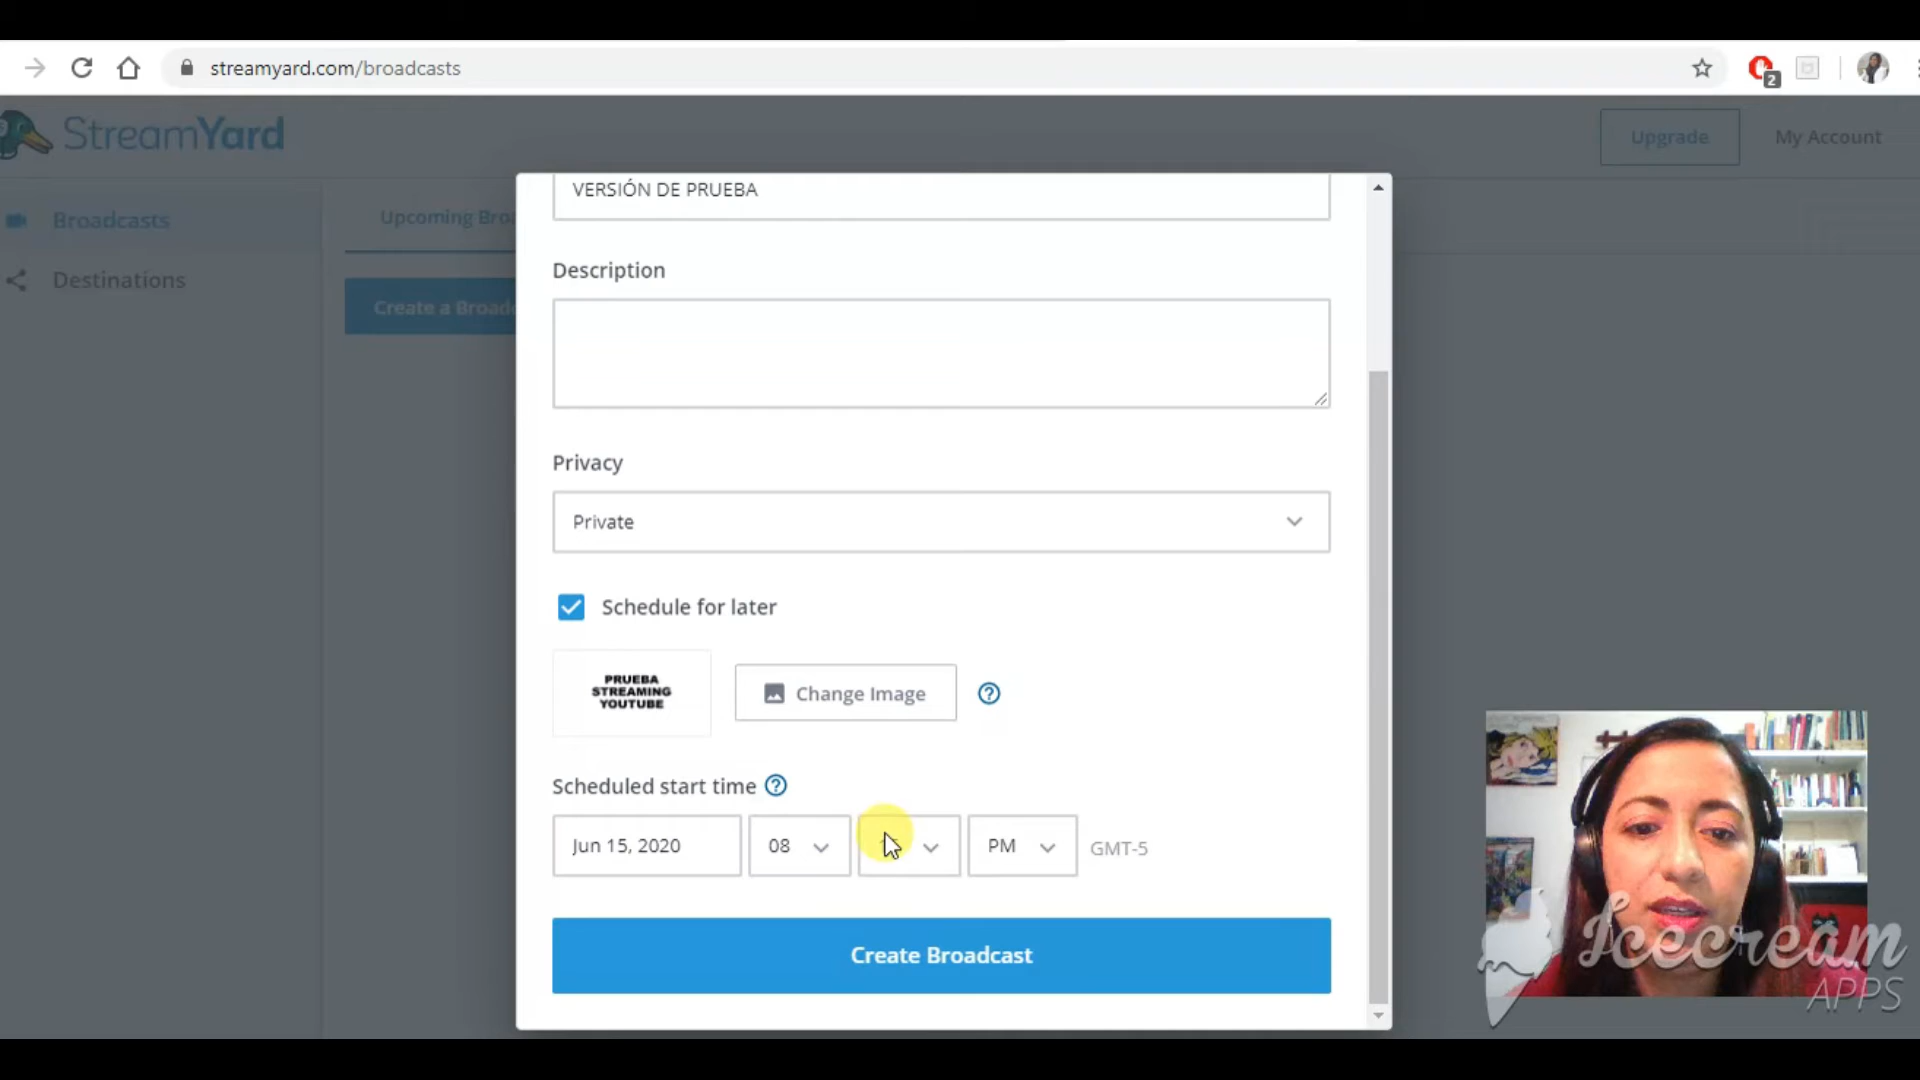 streamyard.com/broadcasts
2
StreamYard
Upgrade
My Account
Broadcasts
Destinations
Upcoming
Create a
VERSIÓN DE PRUEBA
Description
Privacy
Private
Schedule for later
PRUEBA
STREAMING
YOUTUBE
Change Image
Scheduled start time
Jun 15, 2020
08
PM
GMT-5
Create Broadcast
Icecream
APPS